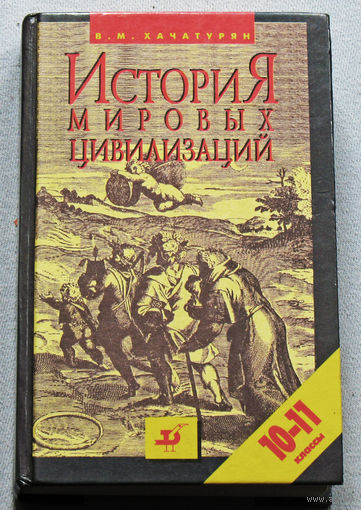 В. М. ХАЧАТУРЯН
ИСТОРИЯ
МИРОВЫХ
ЦИВИЛИЗАЦИЙ
10-11
классы